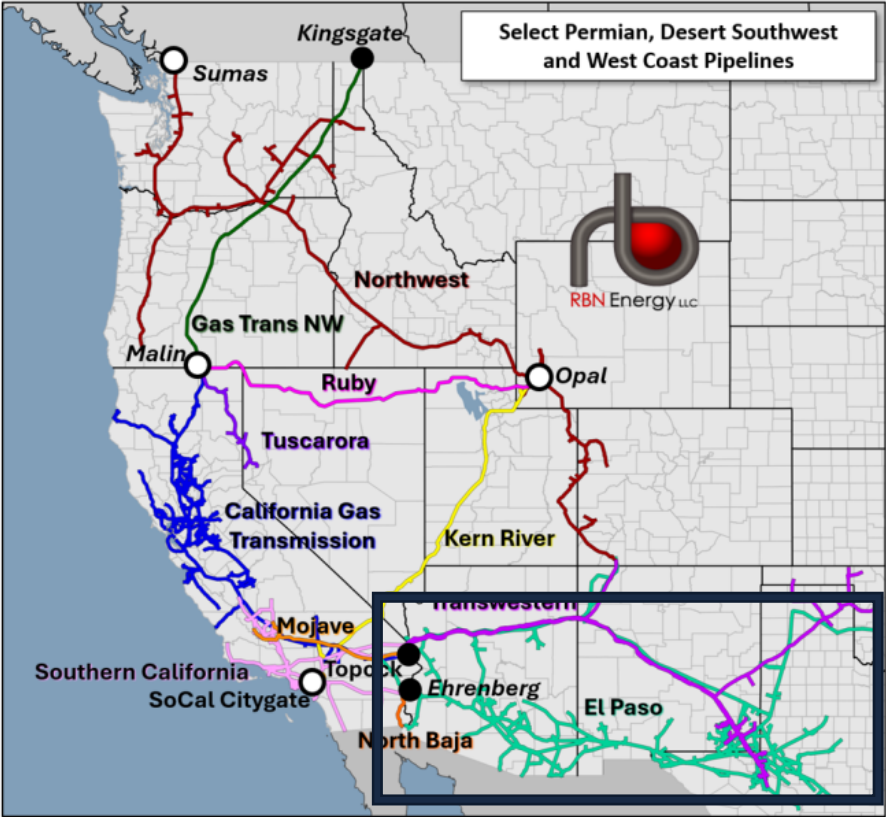 Select Permian, Desert Southwest
and West Coast Pipelines
Kingsgate
Sumas
RBN Energy LLC
Northwest
Gas Trans NW
Malin
Opal
Ruby
Tuscarora
California Gas
Transmission
Kern River
Transwestern
Mojave
Southern California
Topock
SoCal Citygate
Ehrenberg
El Paso
North Baja